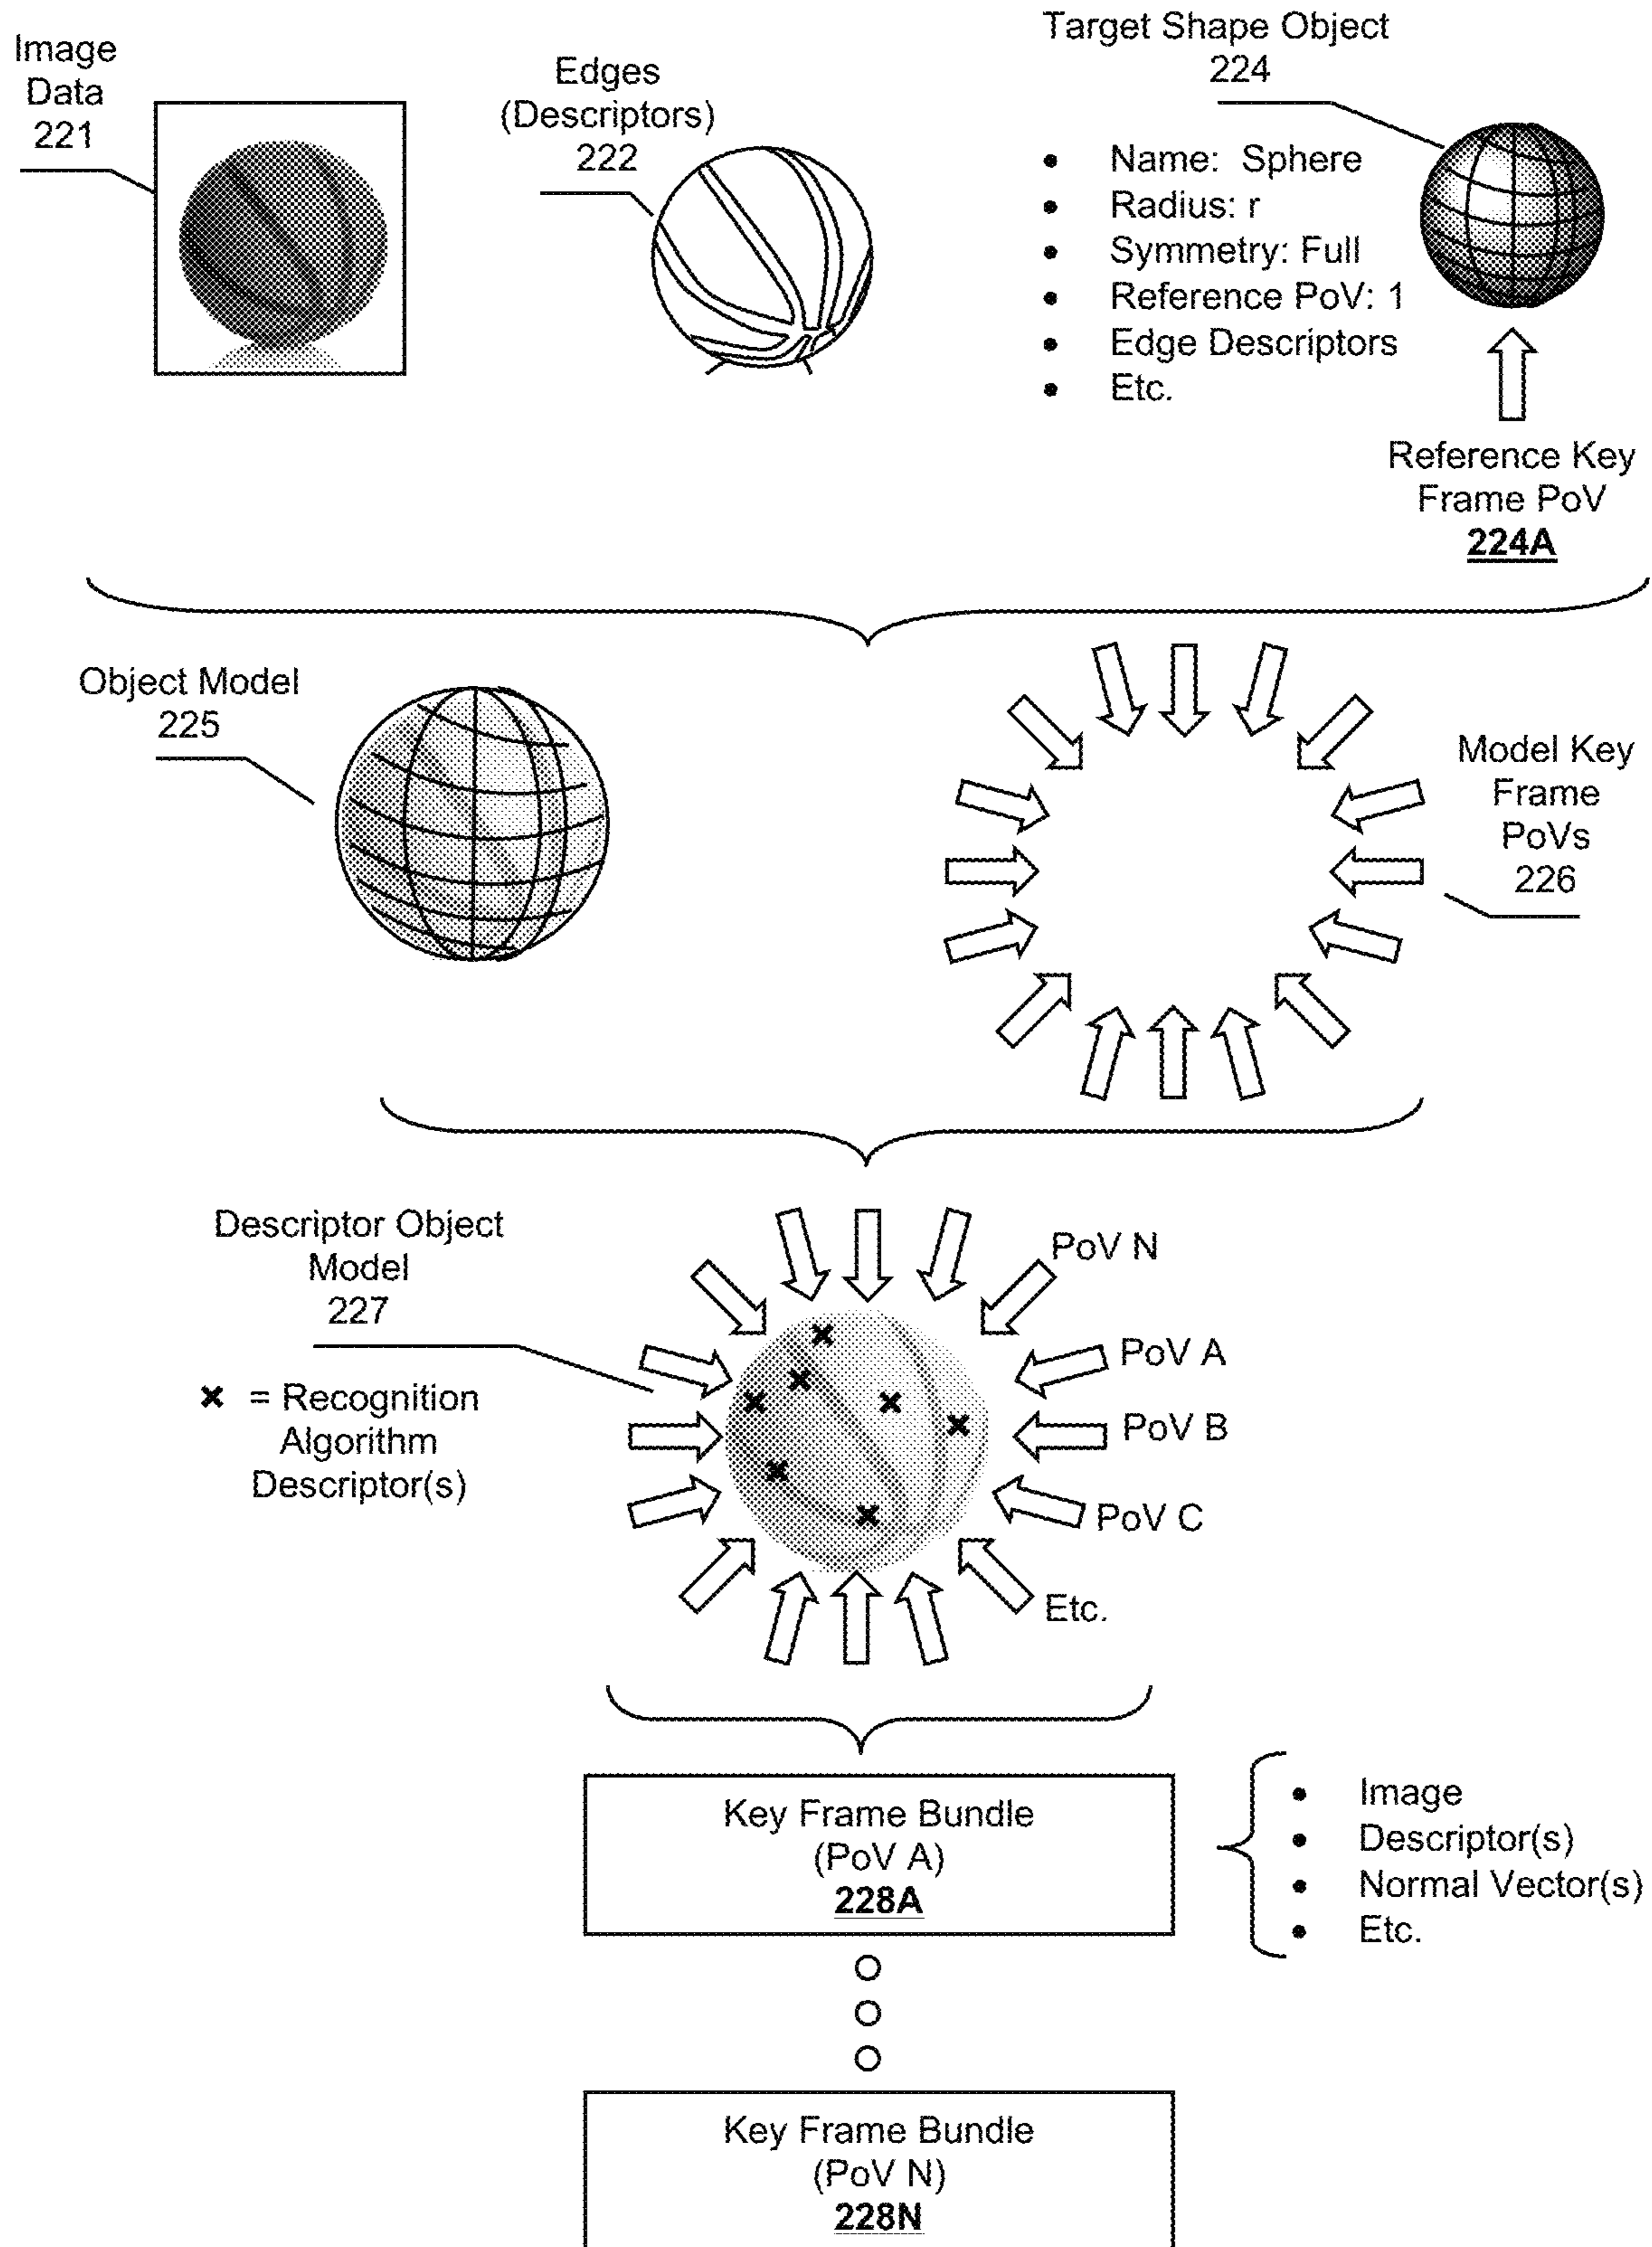 Image
Data
221
Edges
(Descriptors)
222
Target Shape Object
224
• Name: Sphere
• Radius: r
• Symmetry: Full
• Reference PoV: 1
• Edge Descriptors
• Etc.
Reference Key
Frame PoV
224A
Object Model
225
Model Key
Frame
PoVs
226
Descriptor Object
Model
227
× = Recognition
Algorithm
Descriptor(s)
PoV N
PoV A
PoV B
PoV C
Etc.
Key Frame Bundle
(PoV A)
228A
• Image
• Descriptor(s)
• Normal Vector(s)
• Etc.
Key Frame Bundle
(PoV N)
228N